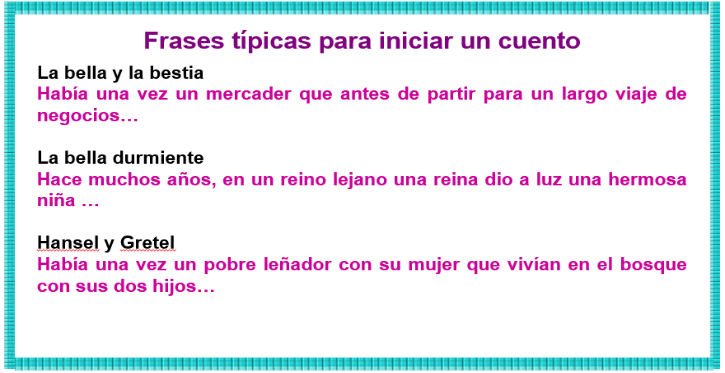 Frases típicas para iniciar un cuento
La bella y la bestia
Había una vez un mercader que antes de partir para un largo viaje de
negocios…
La bella durmiente
Hace muchos años, en un reino lejano una reina dio a luz una hermosa
niña …
Hansel y Gretel
Había una vez un pobre leñador con su mujer que vivían en el bosque
con sus dos hijos…